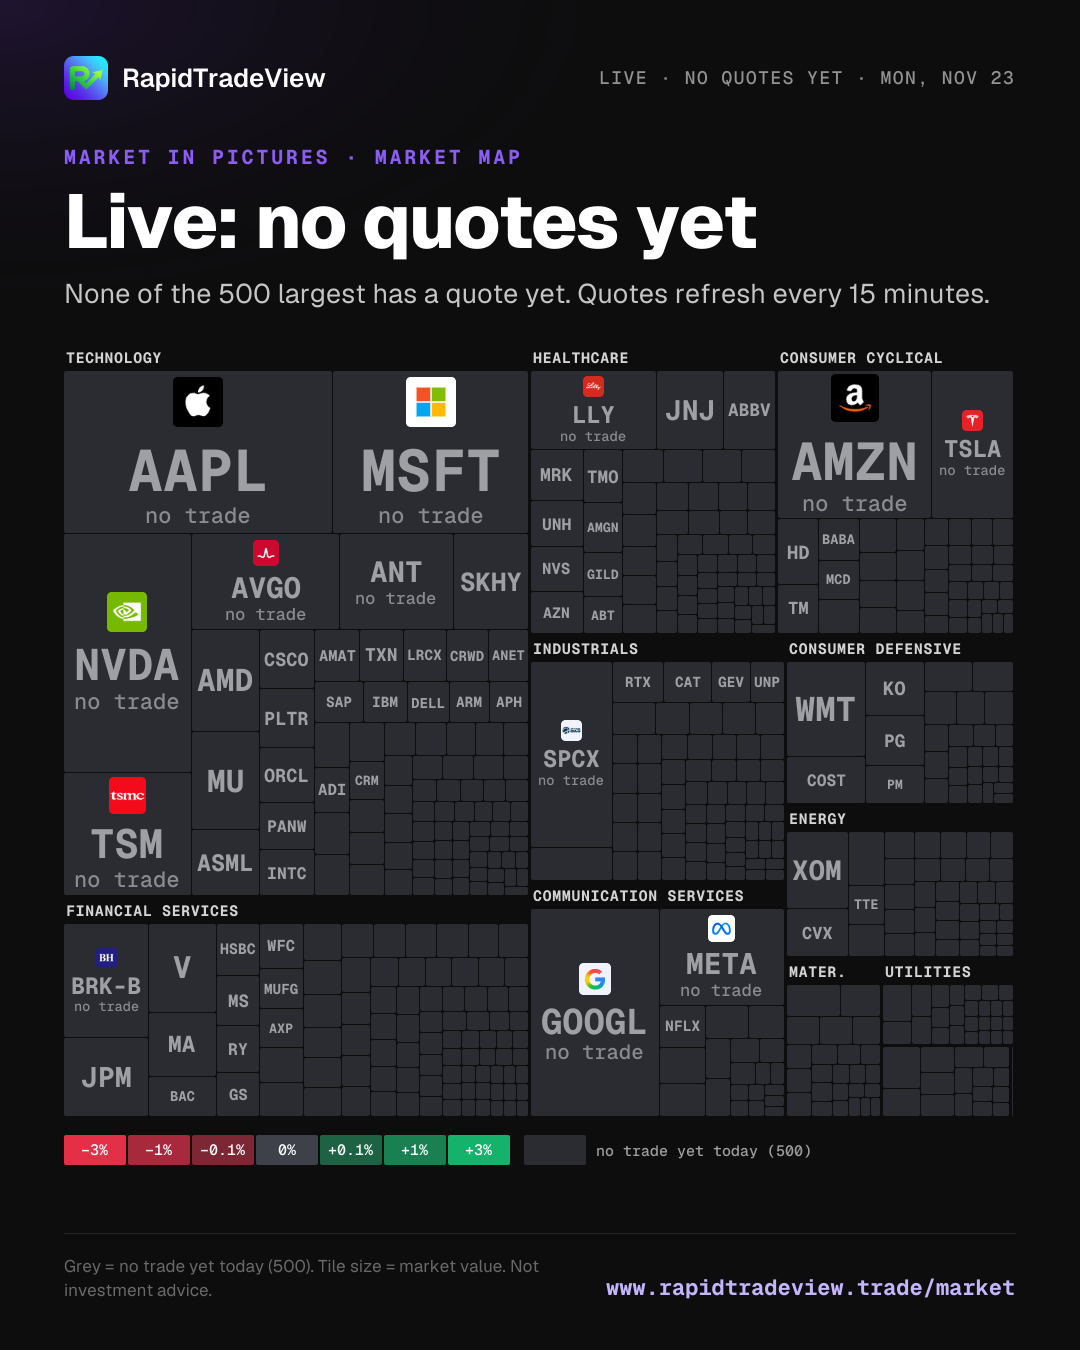 RapidTradeView
LIVE · NO QUOTES YET · MON, NOV 23
MARKET IN PICTURES · MARKET MAP
Live: no quotes yet
None of the 500 largest has a quote yet. Quotes refresh every 15 minutes.
TECHNOLOGY
AAPL
no trade
MSFT
no trade
NVDA
no trade
AVGO
no trade
ANT
no trade
SKHY
tsmc
TSM
no trade
AMD
MU
ASML
CSCO
PLTR
ORCL
PANW
INTC
AMAT
TXN
LRCX
CRWD
ANET
SAP
IBM
DELL
ARM
APH
ADI
CRM
HEALTHCARE
Lilly
LLY
no trade
JNJ
ABBV
MRK
TMO
UNH
AMGN
NVS
GILD
AZN
ABT
CONSUMER CYCLICAL
a
AMZN
no trade
TSLA
no trade
HD
BABA
MCD
TM
INDUSTRIALS
SPCX
no trade
RTX
CAT
GEV
UNP
CONSUMER DEFENSIVE
WMT
KO
PG
COST
PM
ENERGY
XOM
TTE
CVX
FINANCIAL SERVICES
BH
BRK-B
no trade
JPM
V
MA
BAC
HSBC
MS
RY
GS
WFC
MUFG
AXP
COMMUNICATION SERVICES
G
GOOGL
no trade
META
no trade
NFLX
MATER.
UTILITIES
−3%
−1%
−0.1%
0%
+0.1%
+1%
+3%
no trade yet today (500)
Grey = no trade yet today (500). Tile size = market value. Not
investment advice.
www.rapidtradeview.trade/market